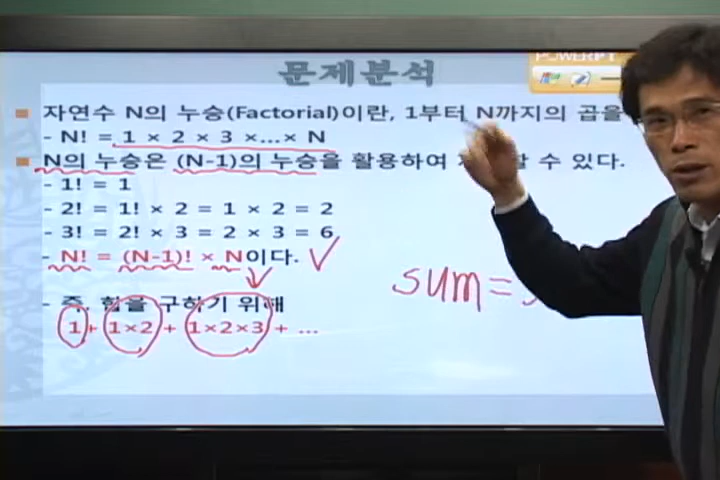 문제분석
자연수 N의 누승(Factorial)이란, 1부터 N까지의 곱을
- N! = 1 × 2 × 3 ×...× N
N의 누승은 (N-1)의 누승을 활용하여 수 있다.
- 1! = 1
- 2! = 1! × 2 = 1 × 2 = 2
- 3! = 2! × 3 = 2 × 3 = 6
- N! = (N-1)! × N이다.
- 즉, 합을 구하기 위해
1 + 1×2 + 1×2×3 + ...
sum =